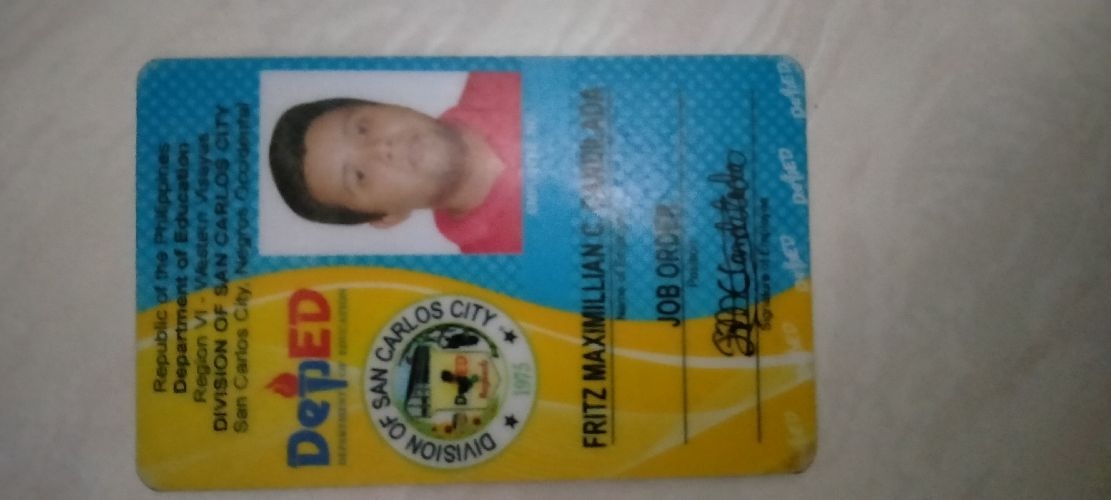 Republic of the Philippines
Department of Education
Region VI - Western Visayas
DIVISION OF SAN CARLOS CITY
San Carlos City, Negros Occidental
DepED
DEPARTMENT OF EDUCATION
DIVISION OF SAN CARLOS CITY
1975
FRITZ MAXIMILLIAN C.
Name of Employee
JOB ORDER
Position
Signature of Employee
DepED DepED DepED DepED DepED